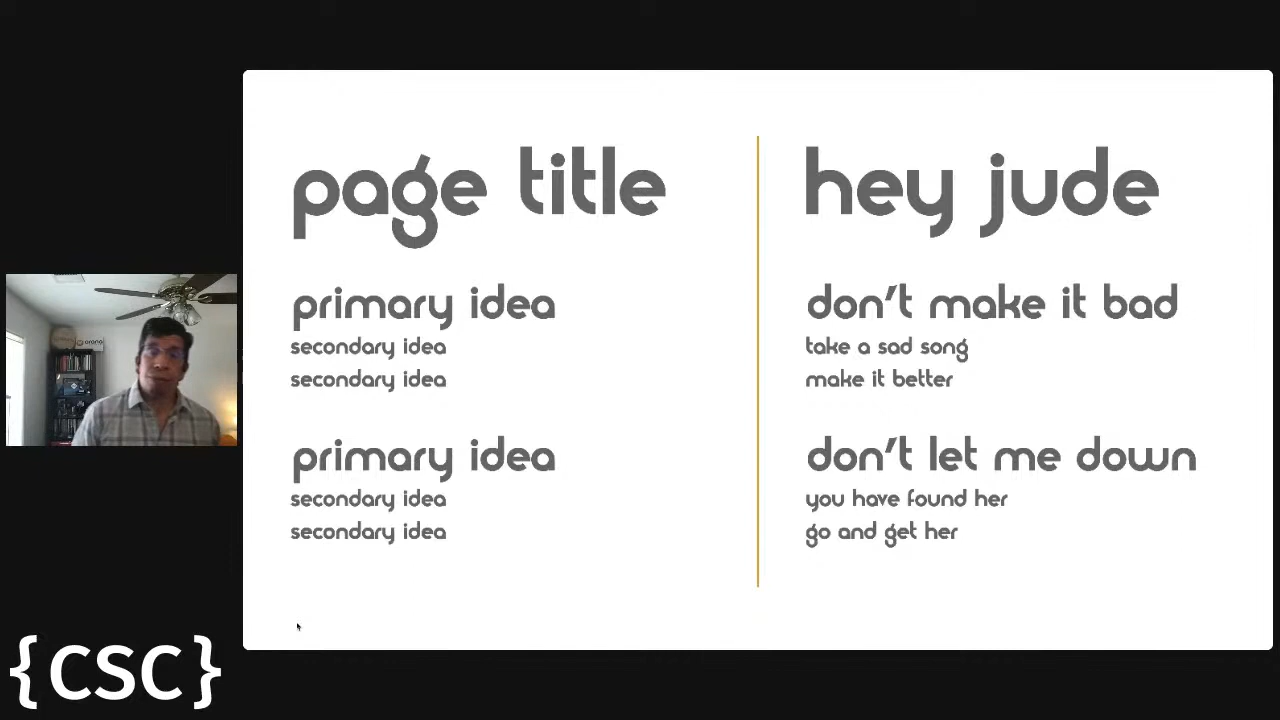 page title
primary idea
secondary idea
secondary idea
primary idea
secondary idea
secondary idea
hey jude
don't make it bad
take a sad song
make it better
don't let me down
you have found her
go and get her
{CSC}